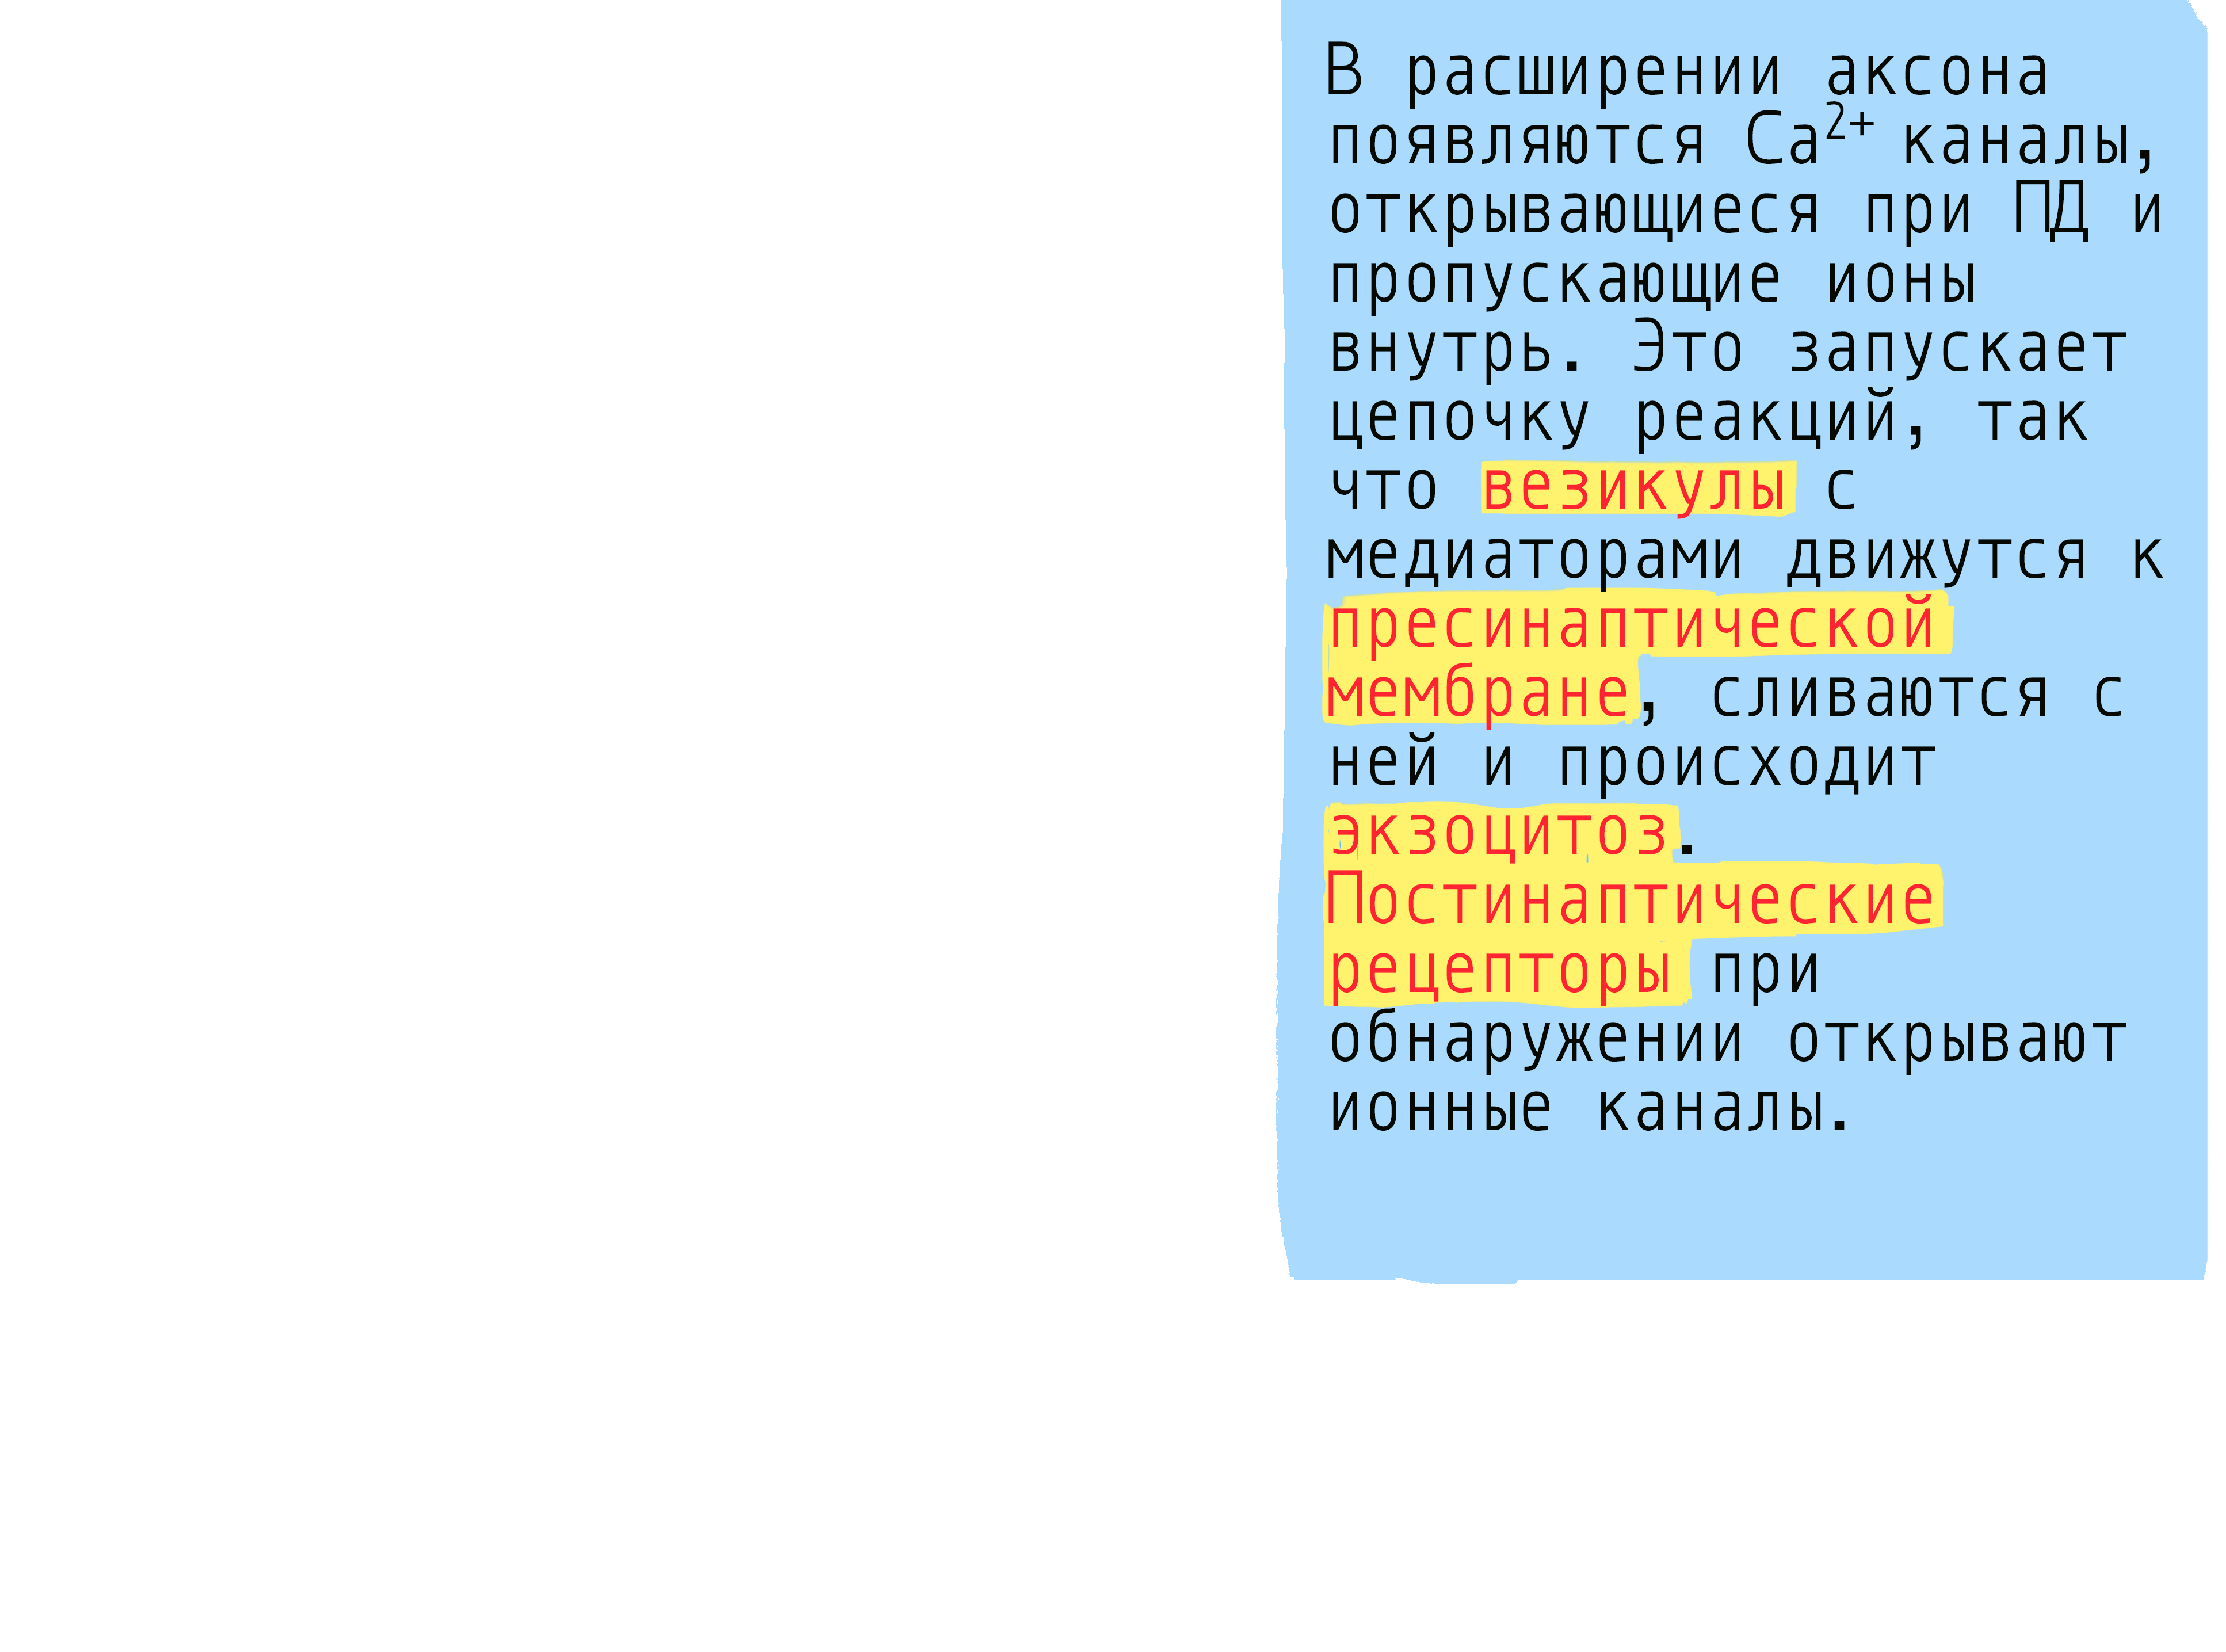 В расширении аксона
появляются Ca²⁺ каналы,
открывающиеся при ПД и
пропускающие ионы
внутрь. Это запускает
цепочку реакций, так
что везикулы с
медиаторами движутся к
пресинаптической
мембране, сливаются с
ней и происходит
экзоцитоз.
Постинаптические
рецепторы при
обнаружении открывают
ионные каналы.